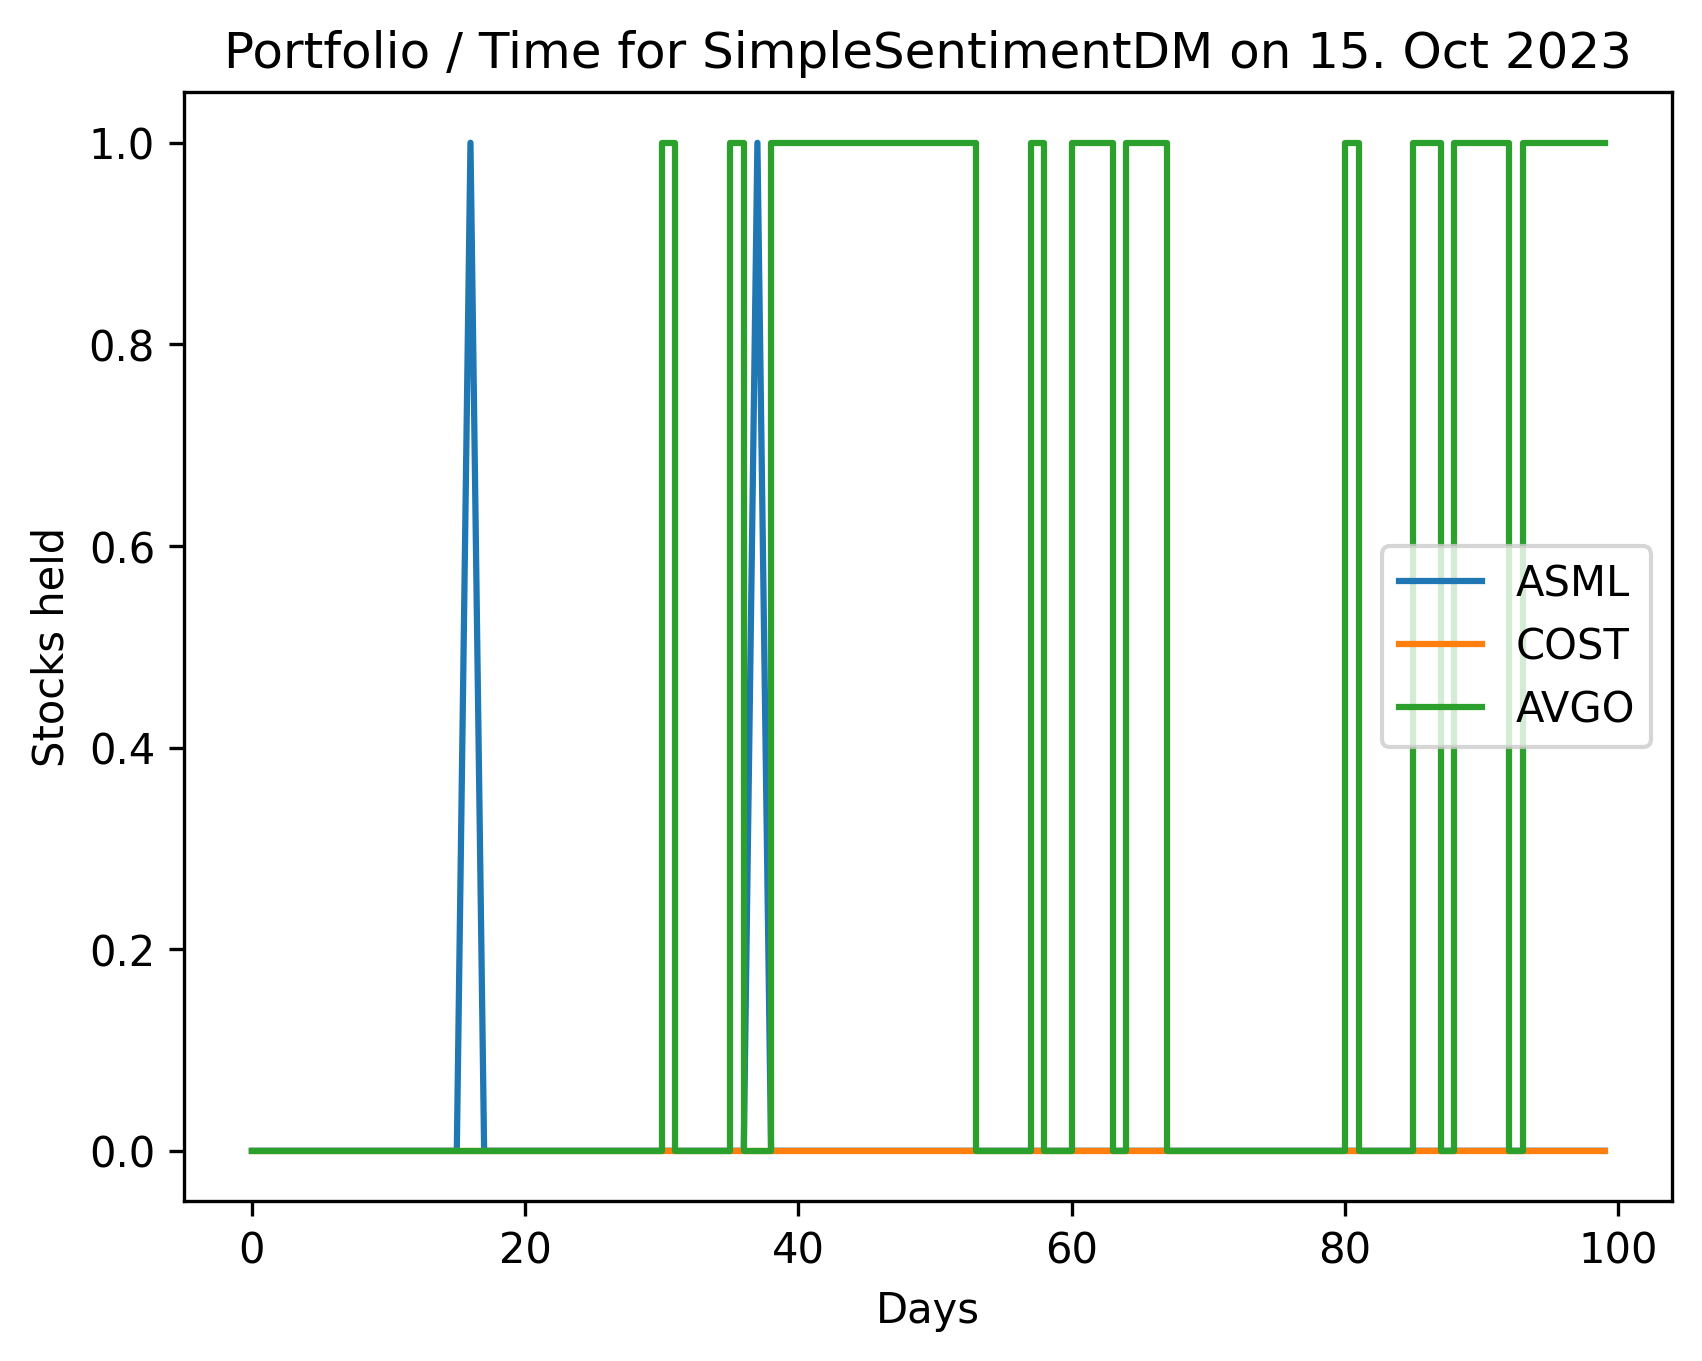 Portfolio / Time for SimpleSentimentDM on 15. Oct 2023
1.0
0.8
0.6
0.4
0.2
0.0
Stocks held
ASML
COST
AVGO
0 20 40 60 80 100
Days